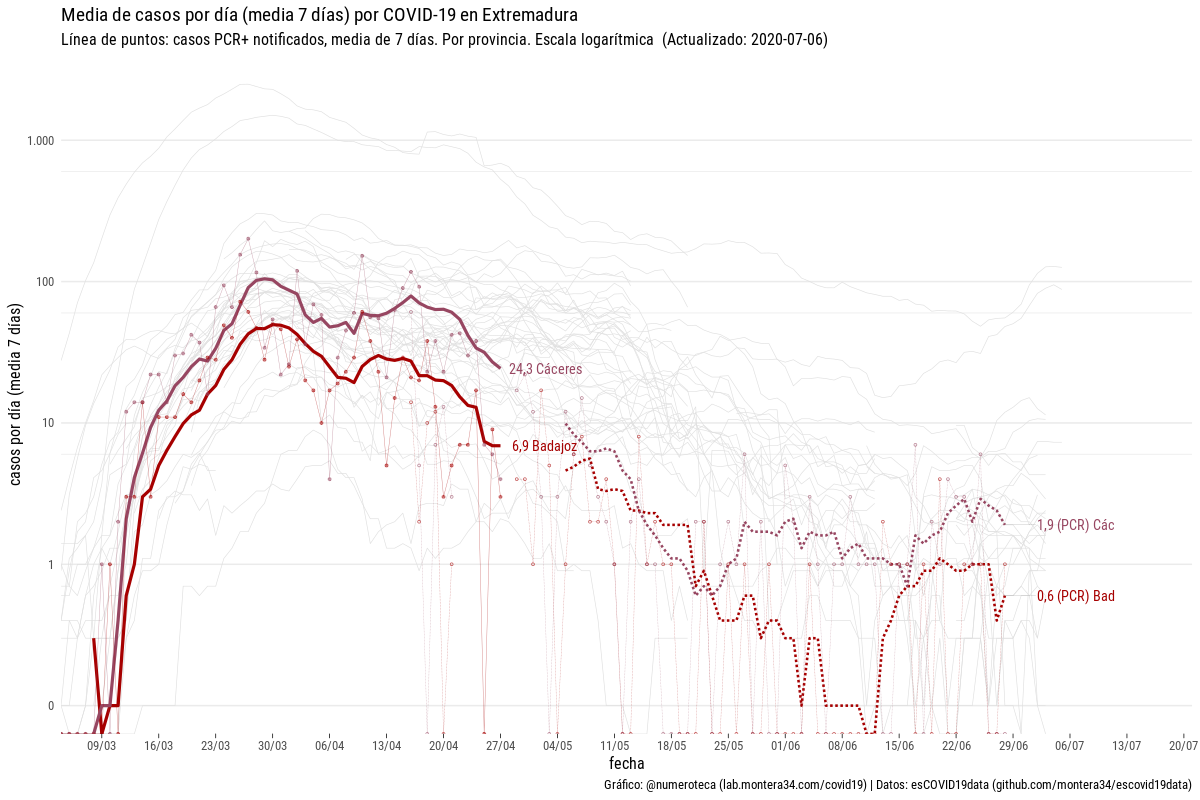 Media de casos por día (media 7 días) por COVID-19 en Extremadura
Línea de puntos: casos PCR+ notificados, media de 7 días. Por provincia. Escala logarítmica (Actualizado: 2020-07-06)
casos por día (media 7 días)
1.000
100
10
1
0
24,3 Cáceres
6,9 Badajoz
1,9 (PCR) Các
0,6 (PCR) Bad
09/03 16/03 23/03 30/03 06/04 13/04 20/04 27/04 04/05 11/05 18/05 25/05 01/06 08/06 15/06 22/06 29/06 06/07 13/07 20/07
fecha
Gráfico: @numeroteca (lab.montera34.com/covid19) | Datos: esCOVID19data (github.com/montera34/escovid19data)